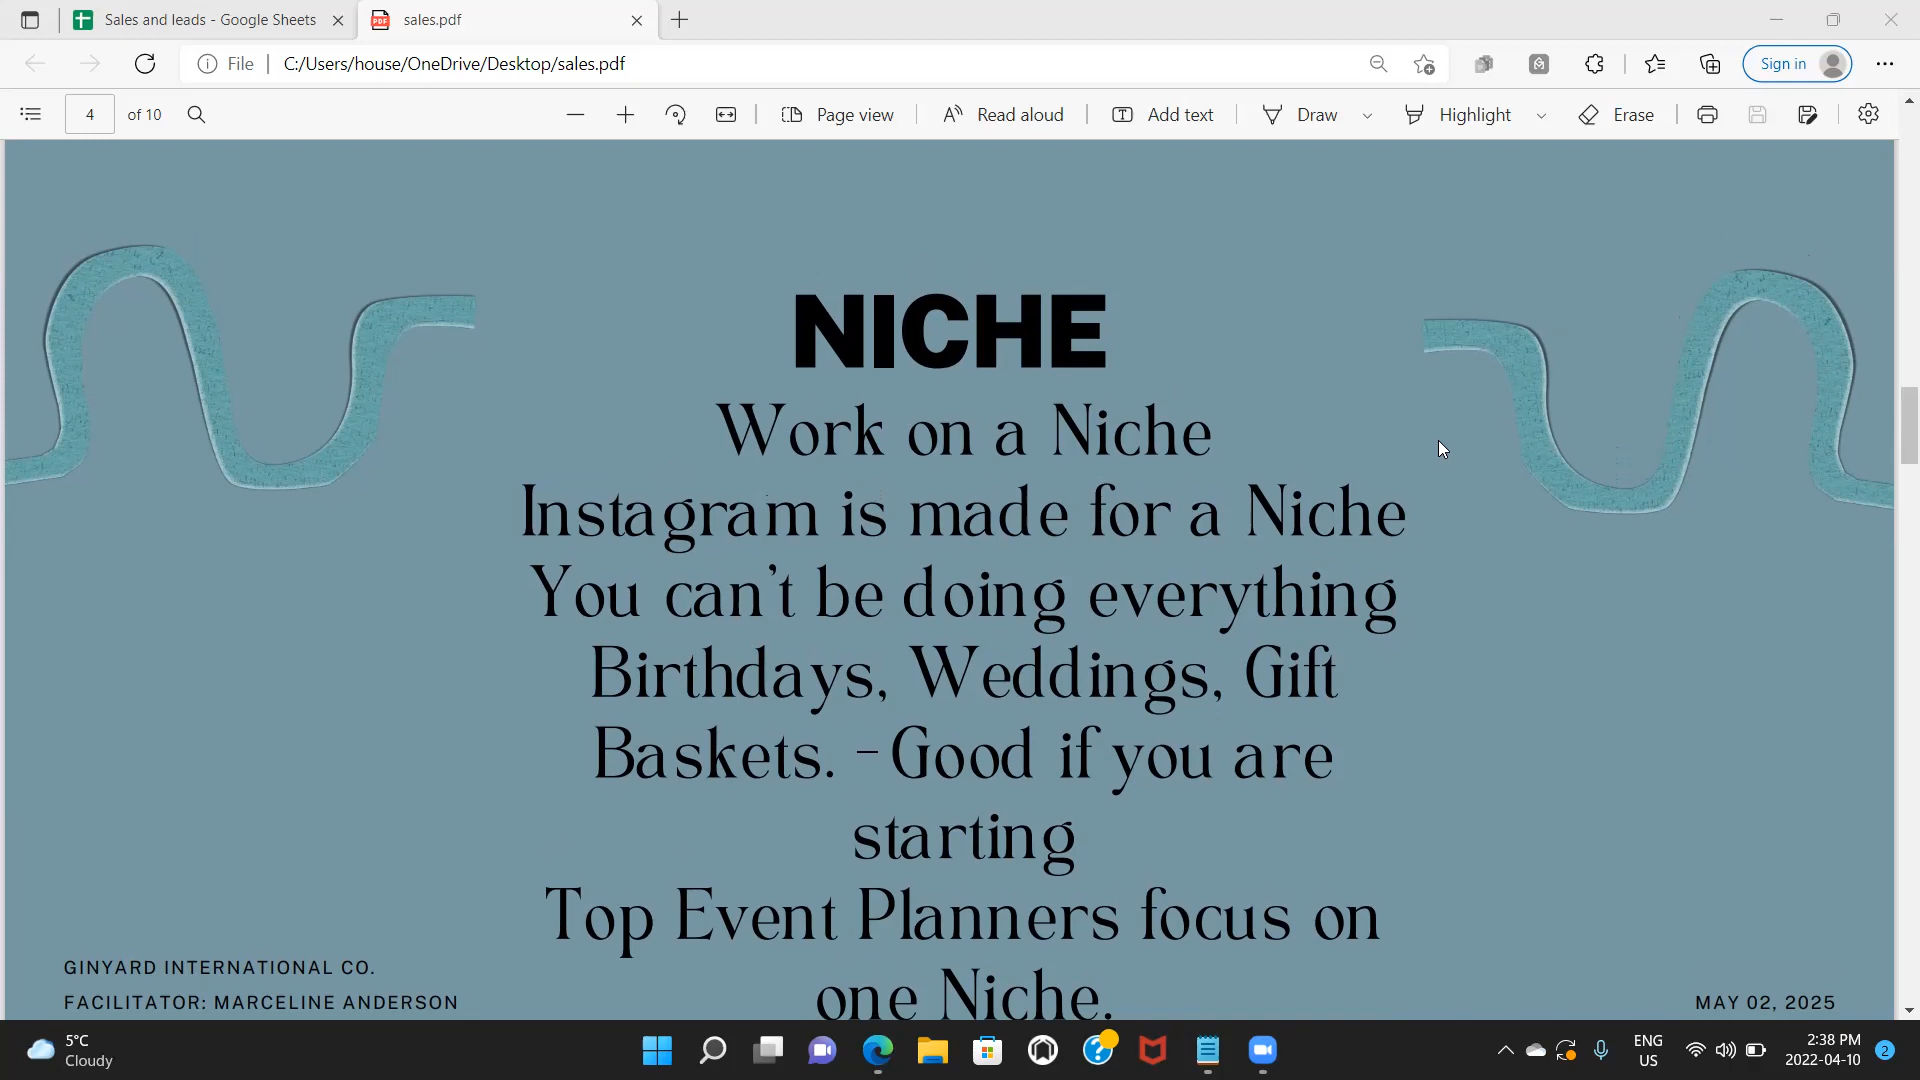 Sales and leads - Google Sheets
sales.pdf
File
C:/Users/house/OneDrive/Desktop/sales.pdf
Sign in
4 of 10
Page view
Read aloud
Add text
Draw
Highlight
Erase
NICHE
Work on a Niche
Instagram is made for a Niche
You can't be doing everything
Birthdays, Weddings, Gift
Baskets. -Good if you are
starting
Top Event Planners focus on
one Niche.
GINYARD INTERNATIONAL CO.
FACILITATOR: MARCELINE ANDERSON
MAY 02, 2025
5°C
Cloudy
ENG
US
2:38 PM
2022-04-10
2